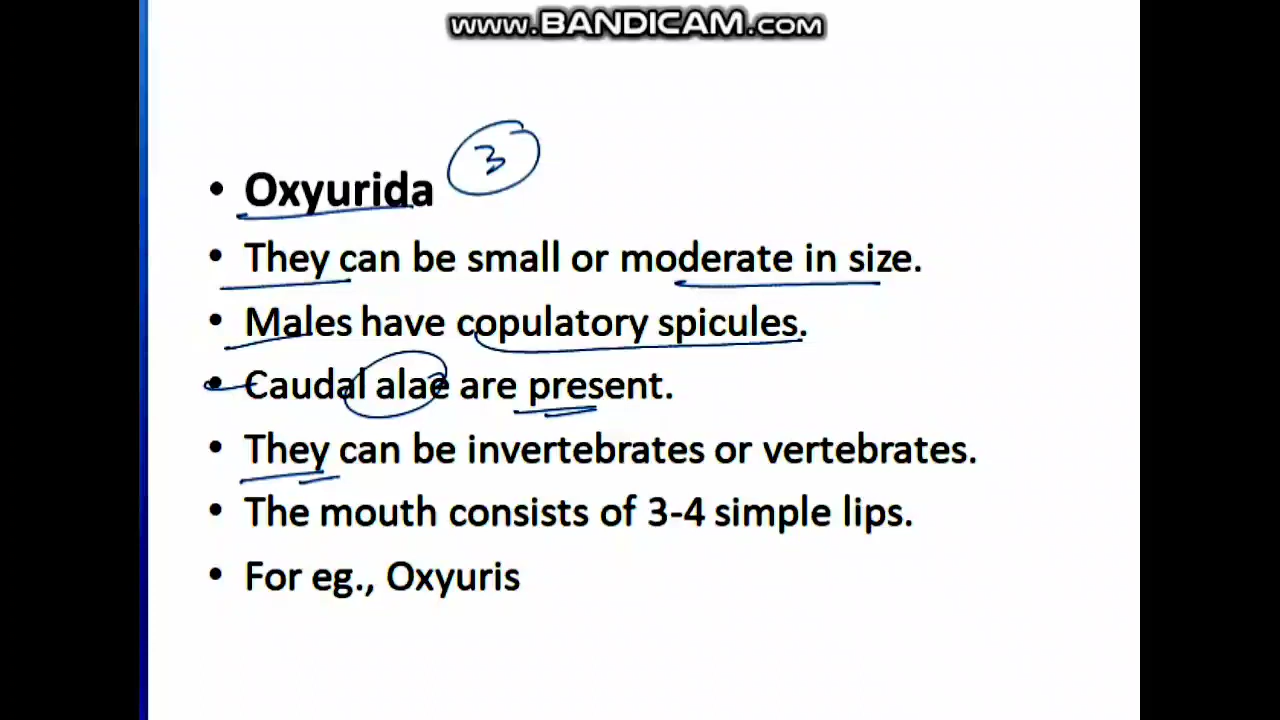 www.BANDICAM.com
3
• Oxyurida
• They can be small or moderate in size.
• Males have copulatory spicules.
• Caudal alae are present.
• They can be invertebrates or vertebrates.
• The mouth consists of 3-4 simple lips.
• For eg., Oxyuris